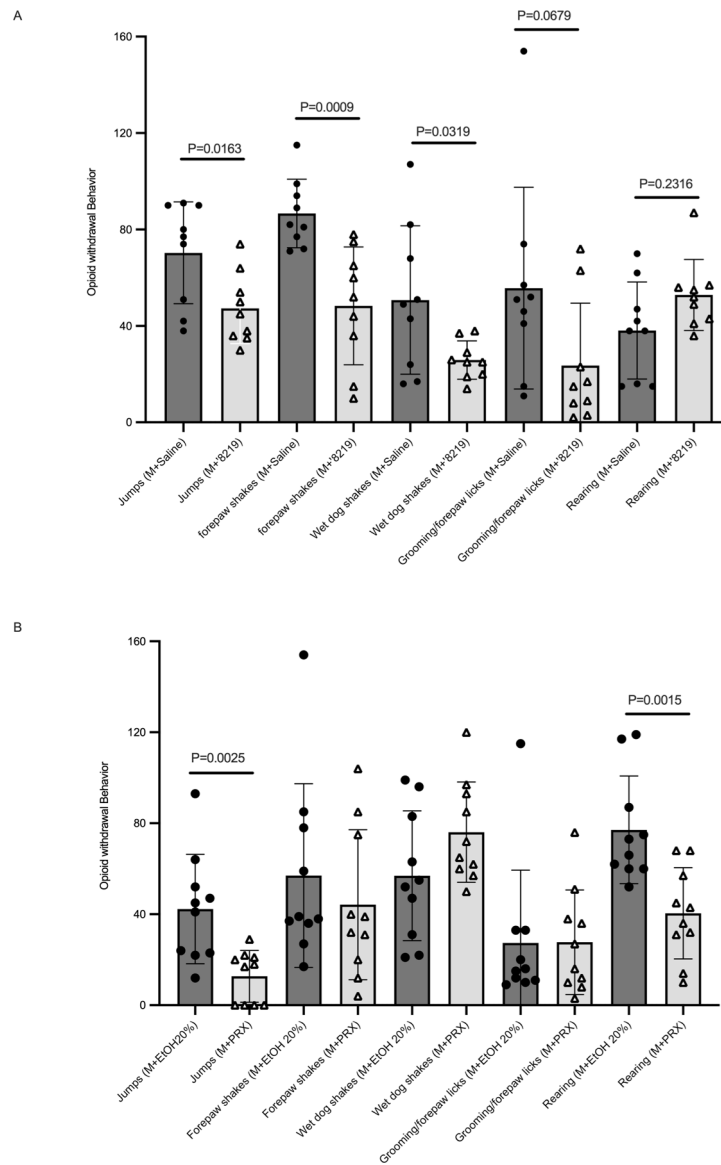 A
P=0.0679
160
P=0.0009
P=0.0319
120
P=0.0163
P=0.2316
Opioid withdrawal Behavior
80
40
0
Jumps (M+Saline)
Jumps (M+'8219)
forepaw shakes (M+Saline)
forepaw shakes (M+'8219)
Wet dog shakes (M+Saline)
Wet dog shakes (M+'8219)
Grooming/forepaw licks (M+Saline)
Grooming/forepaw licks (M+'8219)
Rearing (M+Saline)
Rearing (M+'8219)
B
160
P=0.0015
120
P=0.0025
Opioid withdrawal Behavior
80
40
0
Jumps (M+EtOH20%)
Jumps (M+PRX)
Forepaw shakes (M+EtOH 20%)
Forepaw shakes (M+PRX)
Wet dog shakes (M+EtOH 20%)
Wet dog shakes (M+PRX)
Grooming/forepaw licks (M+EtOH 20%)
Grooming/forepaw licks (M+PRX)
Rearing (M+EtOH 20%)
Rearing (M+PRX)